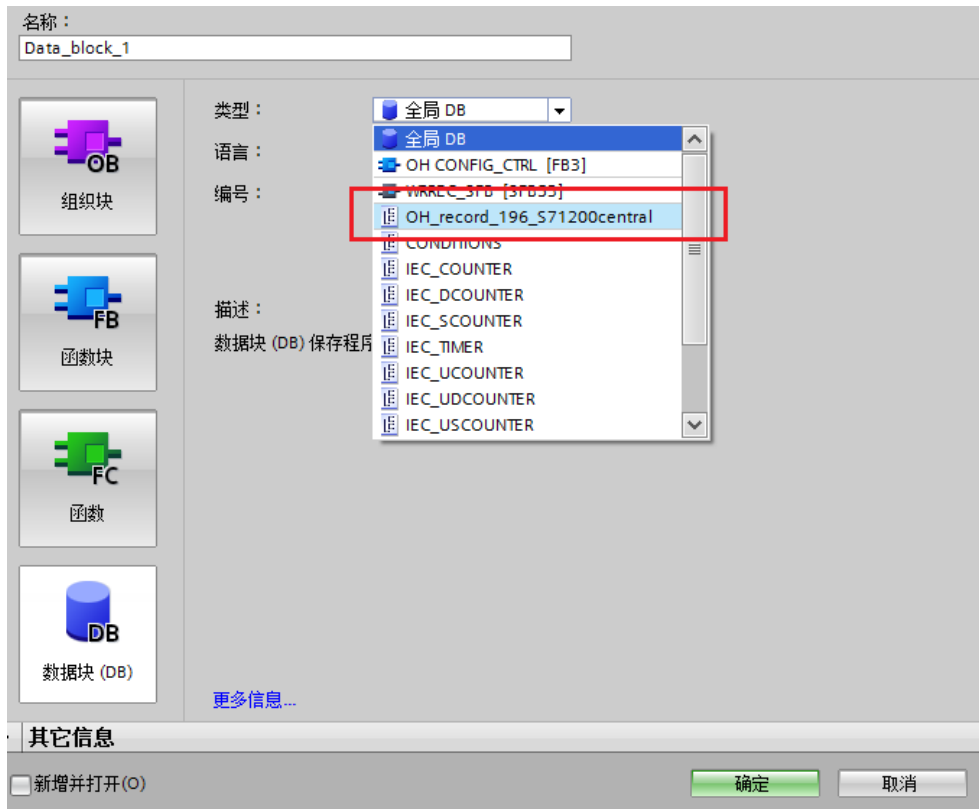 名称：
Data_block_1
OB
组织块
FB
函数块
FC
函数
DB
数据块 (DB)
类型：
全局 DB
语言：
编号：
全局 DB
OH CONFIG_CTRL [FB3]
OH_record_196_S71200central
CONDITIONS
IEC_COUNTER
IEC_DCOUNTER
IEC_SCOUNTER
IEC_TIMER
IEC_UCOUNTER
IEC_UDCOUNTER
IEC_USCOUNTER
描述：
数据块 (DB) 保存程序
更多信息...
其它信息
新增并打开(O)
确定
取消